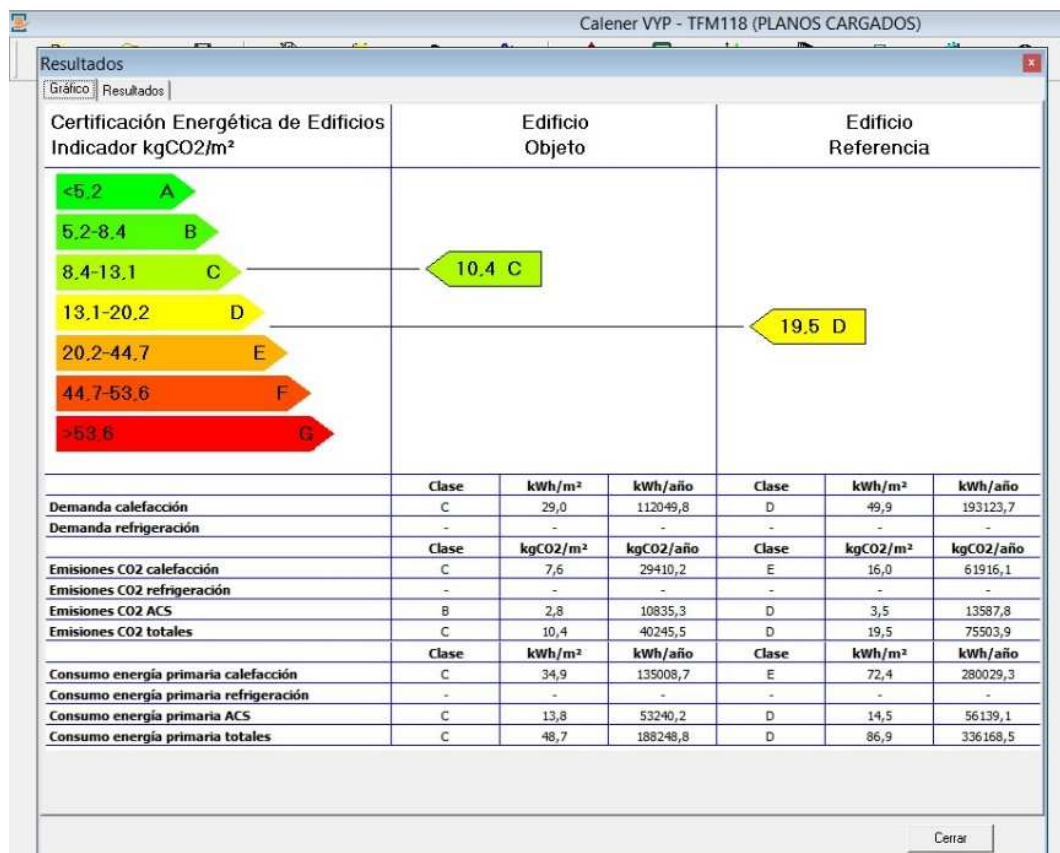 Calener VYP - TFM118 (PLANOS CARGADOS)
Resultados
Gráfico Resultados
Certificación Energética de Edificios
Indicador kgCO2/m²
Edificio
Objeto
Edificio
Referencia
<5,2 A
5,2-8,4 B
8,4-13,1 C
10,4 C
13,1-20,2 D
19,5 D
20,2-44,7 E
44,7-53,6 F
>53,6 G
Clase kWh/m² kWh/año Clase kWh/m² kWh/año
Demanda calefacción C 29,0 112049,8 D 49,9 193123,7
Demanda refrigeración - - - - - -
Clase kgCO2/m² kgCO2/año Clase kgCO2/m² kgCO2/año
Emisiones CO2 calefacción C 7,6 29410,2 E 16,0 61916,1
Emisiones CO2 refrigeración - - - - - -
Emisiones CO2 ACS B 2,8 10835,3 D 3,5 13587,8
Emisiones CO2 totales C 10,4 40245,5 D 19,5 75503,9
Clase kWh/m² kWh/año Clase kWh/m² kWh/año
Consumo energía primaria calefacción C 34,9 135008,7 E 72,4 280029,3
Consumo energía primaria refrigeración - - - - - -
Consumo energía primaria ACS C 13,8 53240,2 D 14,5 56139,1
Consumo energía primaria totales C 48,7 188248,8 D 86,9 336168,5
Cerrar